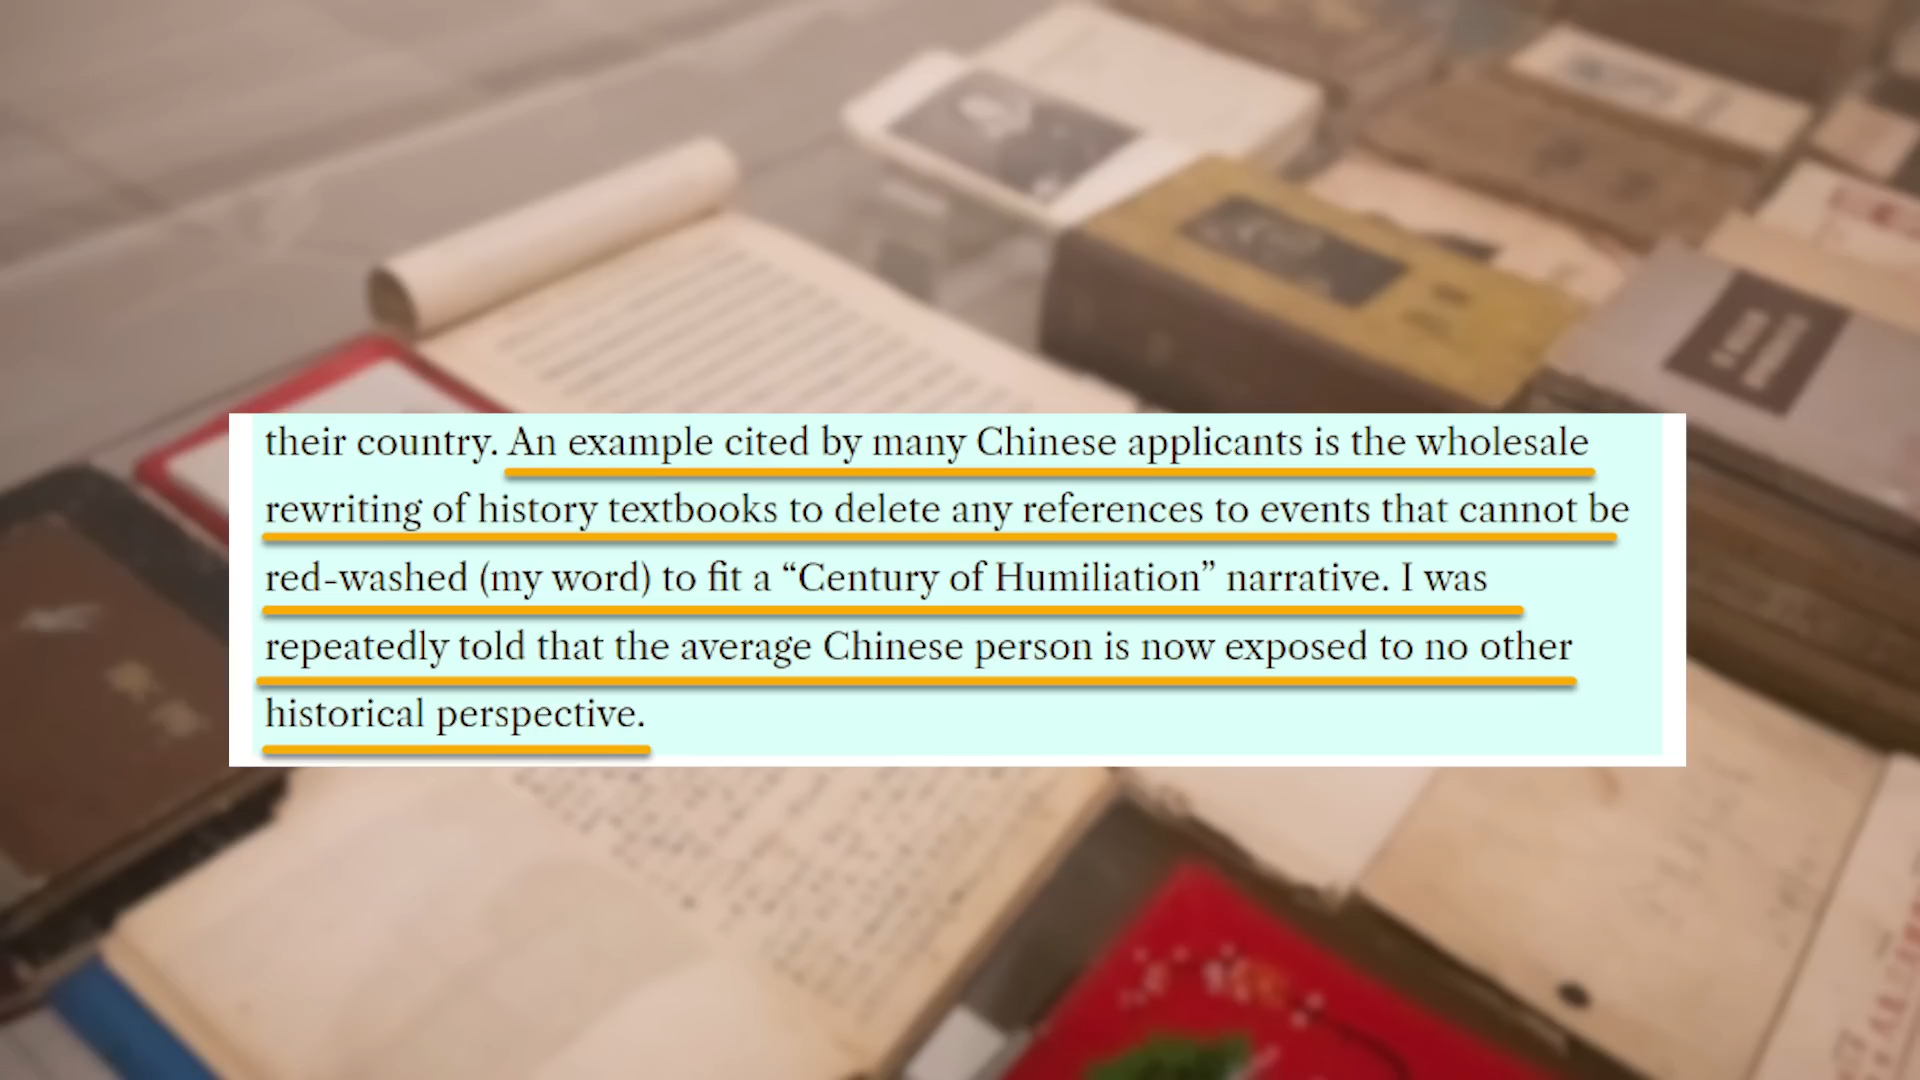 their country. An example cited by many Chinese applicants is the wholesale
rewriting of history textbooks to delete any references to events that cannot be
red-washed (my word) to fit a “Century of Humiliation” narrative. I was
repeatedly told that the average Chinese person is now exposed to no other
historical perspective.